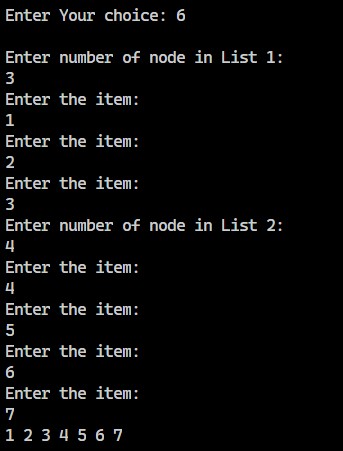 Enter Your choice: 6
Enter number of node in List 1:
3
Enter the item:
1
Enter the item:
2
Enter the item:
3
Enter number of node in List 2:
4
Enter the item:
4
Enter the item:
5
Enter the item:
6
Enter the item:
7
1 2 3 4 5 6 7